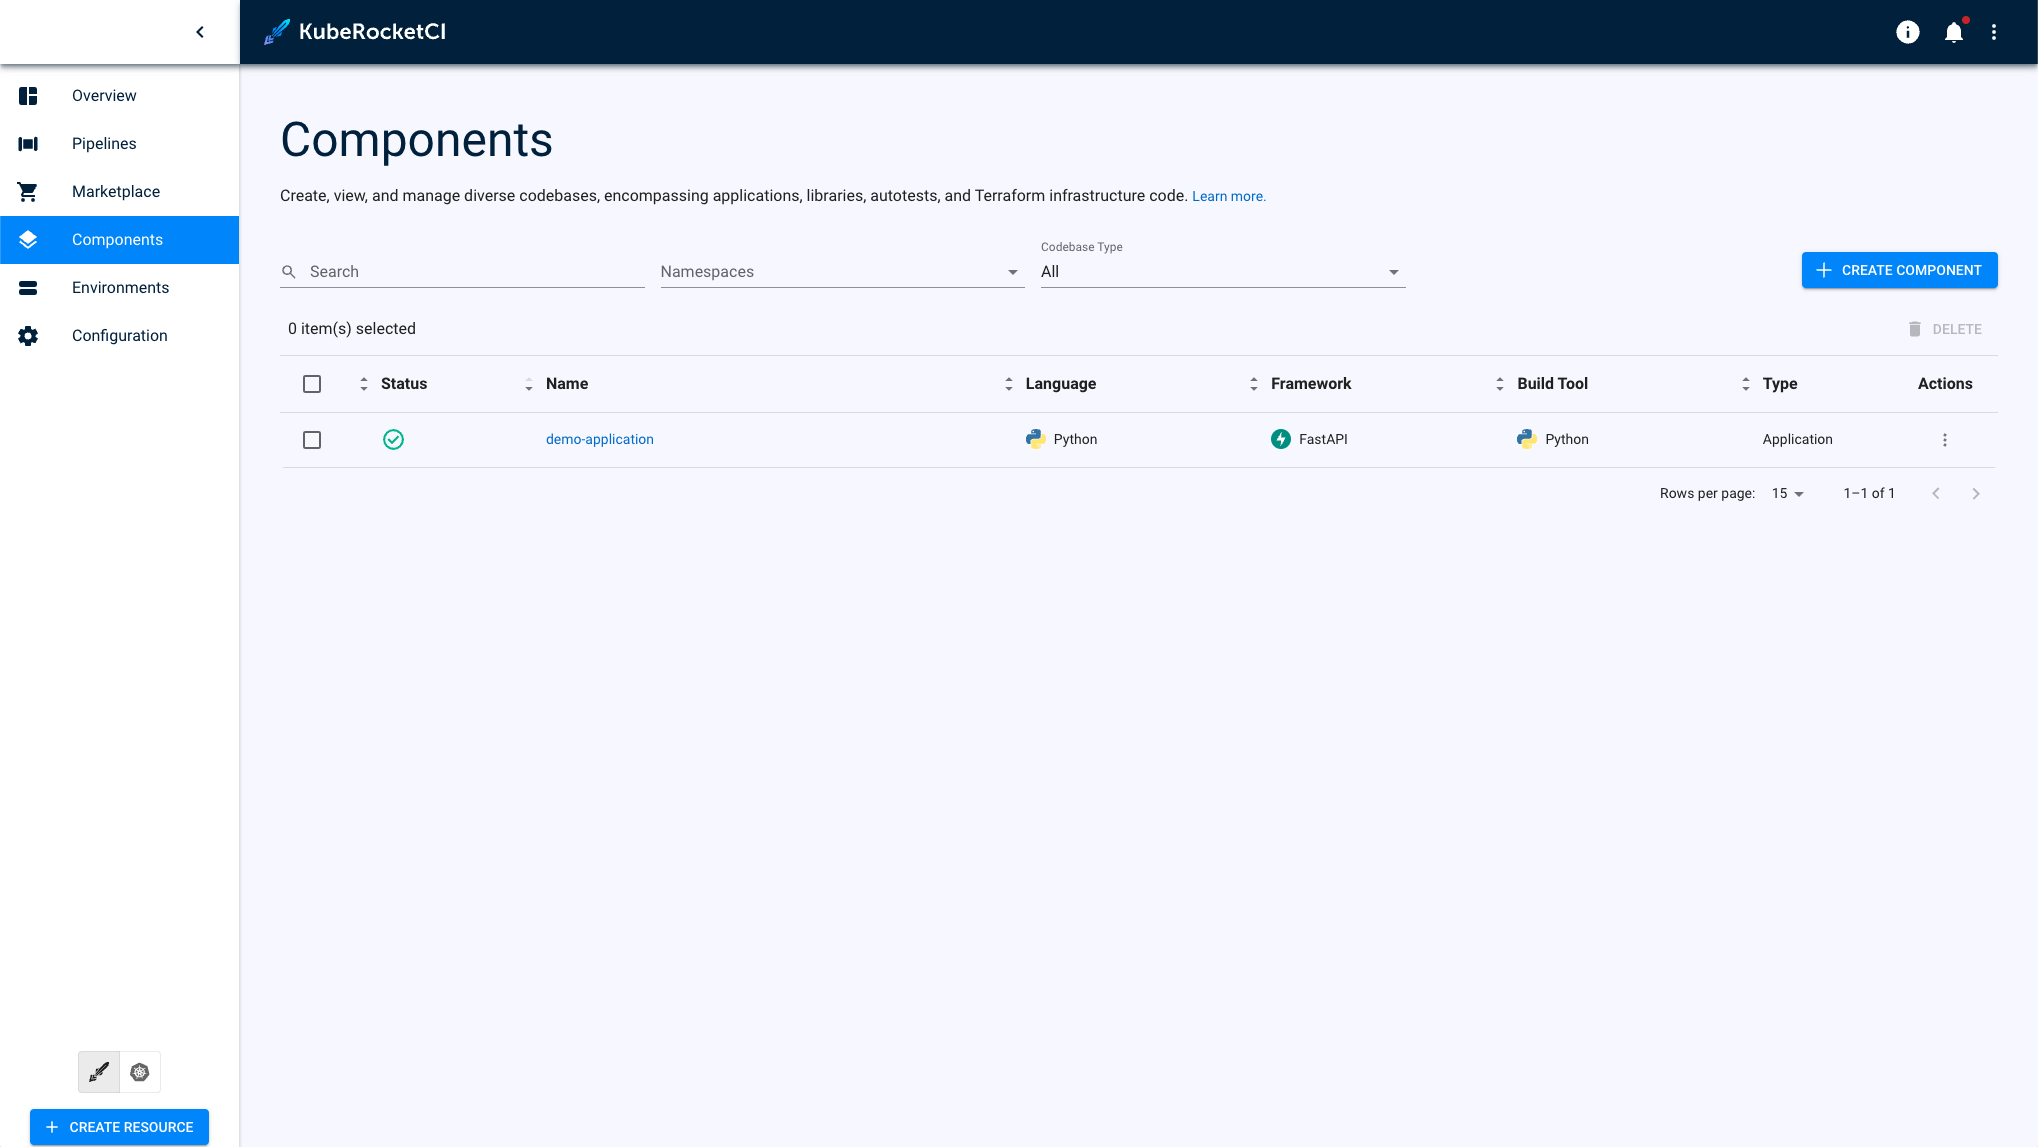 KubeRocketCI
Overview
Pipelines
Marketplace
Components
Environments
Configuration
Components
Create, view, and manage diverse codebases, encompassing applications, libraries, autotests, and Terraform infrastructure code. Learn more.
Search
Namespaces
Codebase Type
All
CREATE COMPONENT
0 item(s) selected
DELETE
Status Name Language Framework Build Tool Type Actions
demo-application Python FastAPI Python Application
Rows per page: 15 1–1 of 1
CREATE RESOURCE